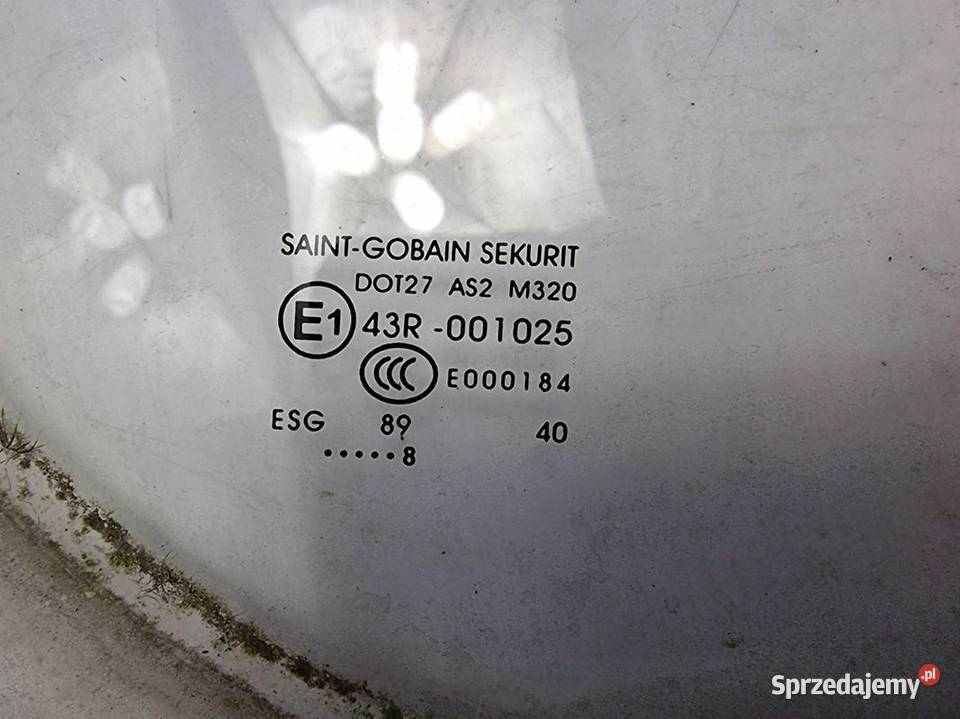 SAINT-GOBAIN SEKURIT
DOT27 AS2 M320
E1 43R -001025
CCC E000184
ESG 89 40
.....8
Sprzedajemy.pl